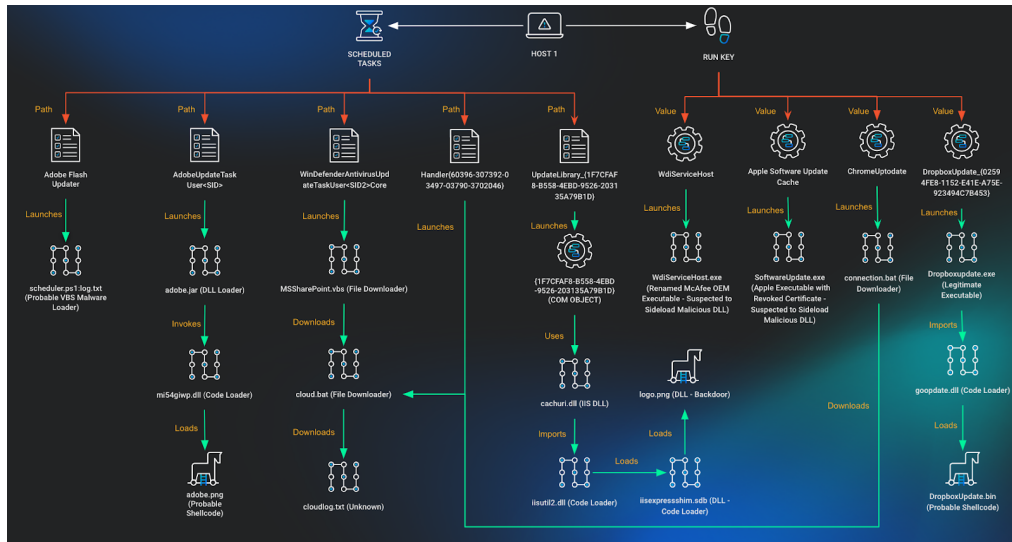 SCHEDULED
TASKS
HOST 1
RUN KEY
Path
Path
Path
Path
Path
Value
Value
Value
Value
Adobe Flash
Updater
AdobeUpdateTask
User<SID>
WinDefenderAntivirusUpd
ateTaskUser<SID2>Core
Handler(60396-307392-0
3497-03790-3702046)
UpdateLibrary_{1F7CFAF
8-B558-4EBD-9526-2031
35A79B1D}
WdiServiceHost
Apple Software Update
Cache
ChromeUptodate
DropboxUpdate_{0259
4FE8-1152-E41E-A75E-
923494C7B453}
Launches
Launches
Launches
Launches
Launches
Launches
Launches
Launches
Launches
scheduler.ps1:log.txt
(Probable VBS Malware
Loader)
adobe.jar (DLL Loader)
MSSharePoint.vbs (File Downloader)
{1F7CFAF8-B558-4EBD
-9526-203135A79B1D}
(COM OBJECT)
WdiServiceHost.exe
(Renamed McAfee OEM
Executable - Suspected to
Sideload Malicious DLL)
SoftwareUpdate.exe
(Apple Executable with
Revoked Certificate -
Suspected to Sideload
Malicious DLL)
connection.bat (File
Downloader)
Dropboxupdate.exe
(Legitimate
Executable)
Invokes
Downloads
Uses
Imports
mi54giwp.dll (Code Loader)
cloud.bat (File Downloader)
cachuri.dll (IIS DLL)
logo.png (DLL - Backdoor)
Downloads
goopdate.dll (Code Loader)
Loads
Downloads
Imports
Loads
Loads
Loads
adobe.png
(Probable
Shellcode)
cloudlog.txt (Unknown)
iisutil2.dll (Code Loader)
iisexpressshim.sdb (DLL -
Code Loader)
DropboxUpdate.bin
(Probable Shellcode)